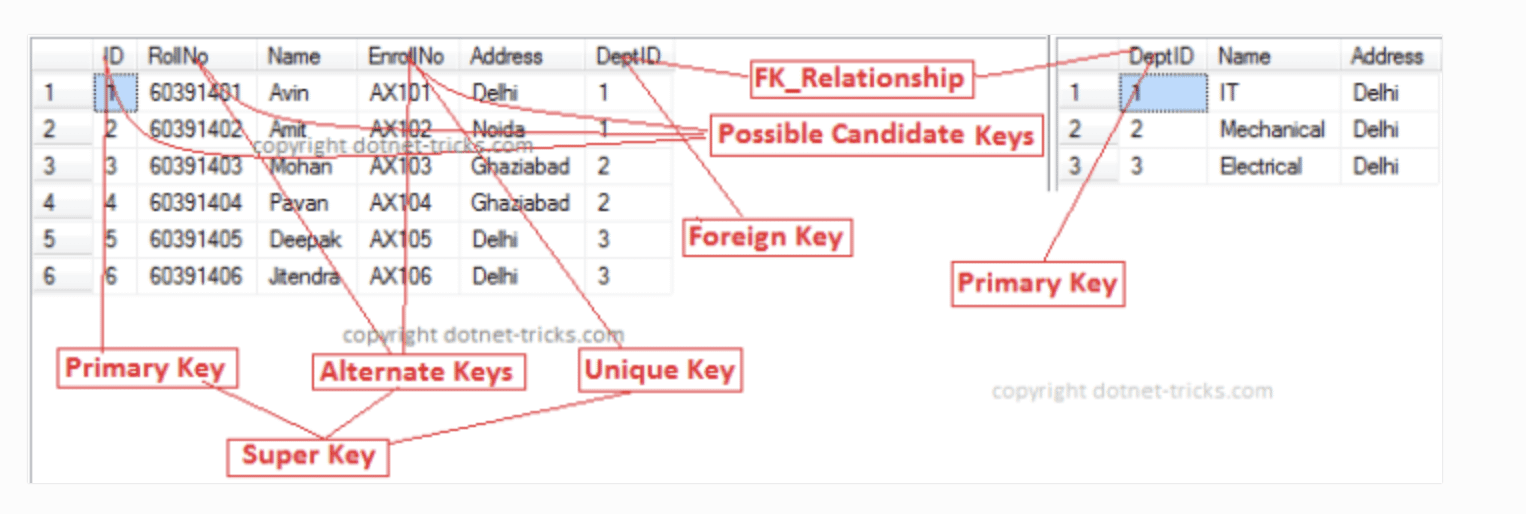 ID RollNo Name EnrollNo Address DeptID
1 1 60391401 Avin AX101 Delhi 1
2 2 60391402 Amit AX102 Noida 1
3 3 60391403 Mohan AX103 Ghaziabad 2
4 4 60391404 Pavan AX104 Ghaziabad 2
5 5 60391405 Deepak AX105 Delhi 3
6 6 60391406 Jitendra AX106 Delhi 3
copyright dotnet-tricks.com
FK_Relationship
Possible Candidate Keys
Foreign Key
DeptID Name Address
1 1 IT Delhi
2 2 Mechanical Delhi
3 3 Electrical Delhi
Primary Key
copyright dotnet-tricks.com
Primary Key
Alternate Keys
Unique Key
copyright dotnet-tricks.com
Super Key